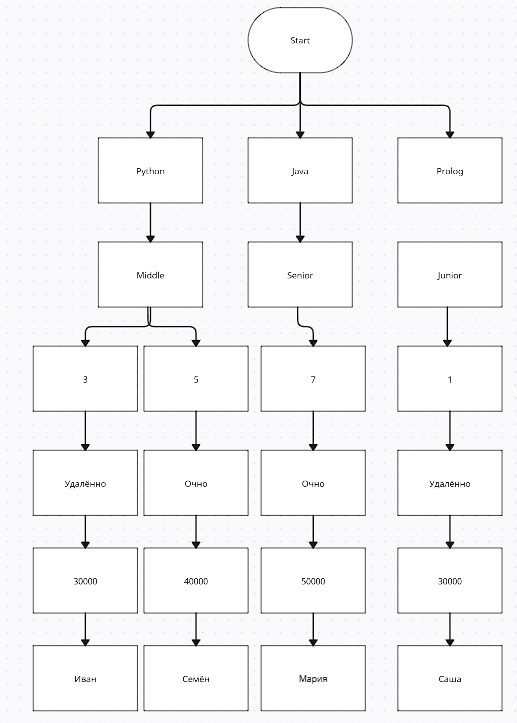 Start
Python
Java
Prolog
Middle
Senior
Junior
3
5
7
1
Удалённо
Очно
Очно
Удалённо
30000
40000
50000
30000
Иван
Семён
Мария
Саша